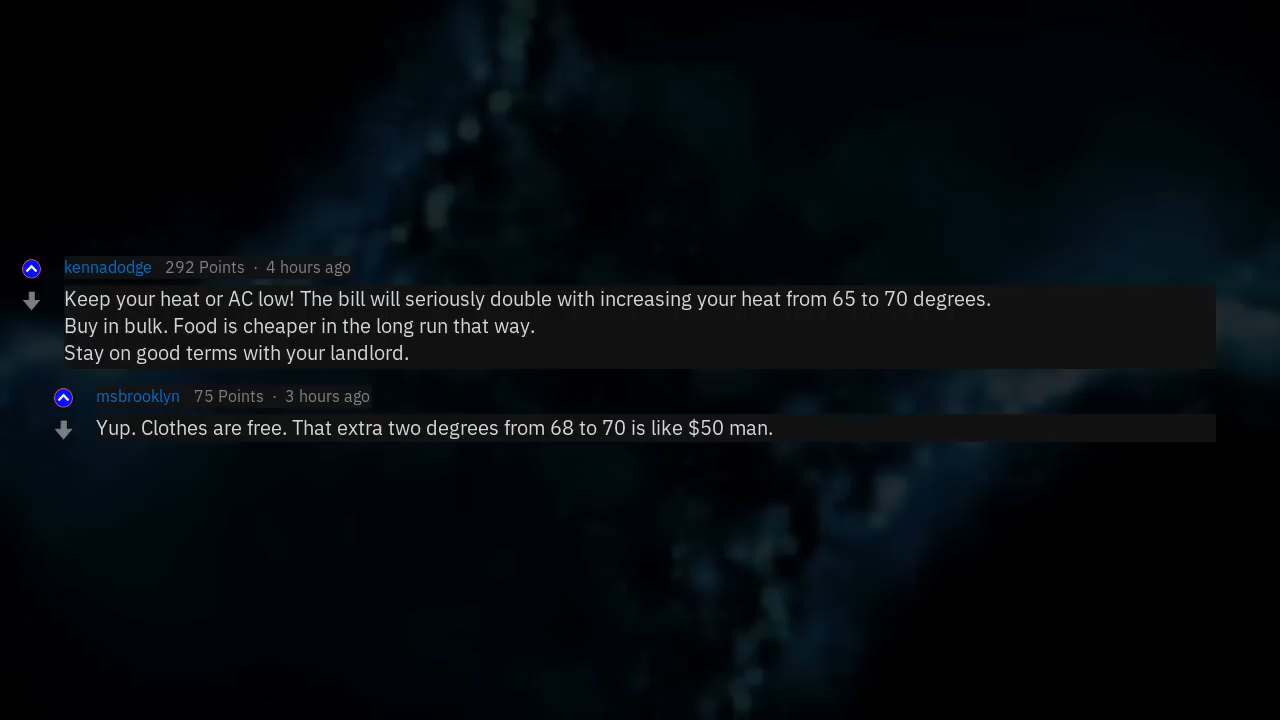 kennadodge 292 Points · 4 hours ago
Keep your heat or AC low! The bill will seriously double with increasing your heat from 65 to 70 degrees.
Buy in bulk. Food is cheaper in the long run that way.
Stay on good terms with your landlord.
msbrooklyn 75 Points · 3 hours ago
Yup. Clothes are free. That extra two degrees from 68 to 70 is like $50 man.